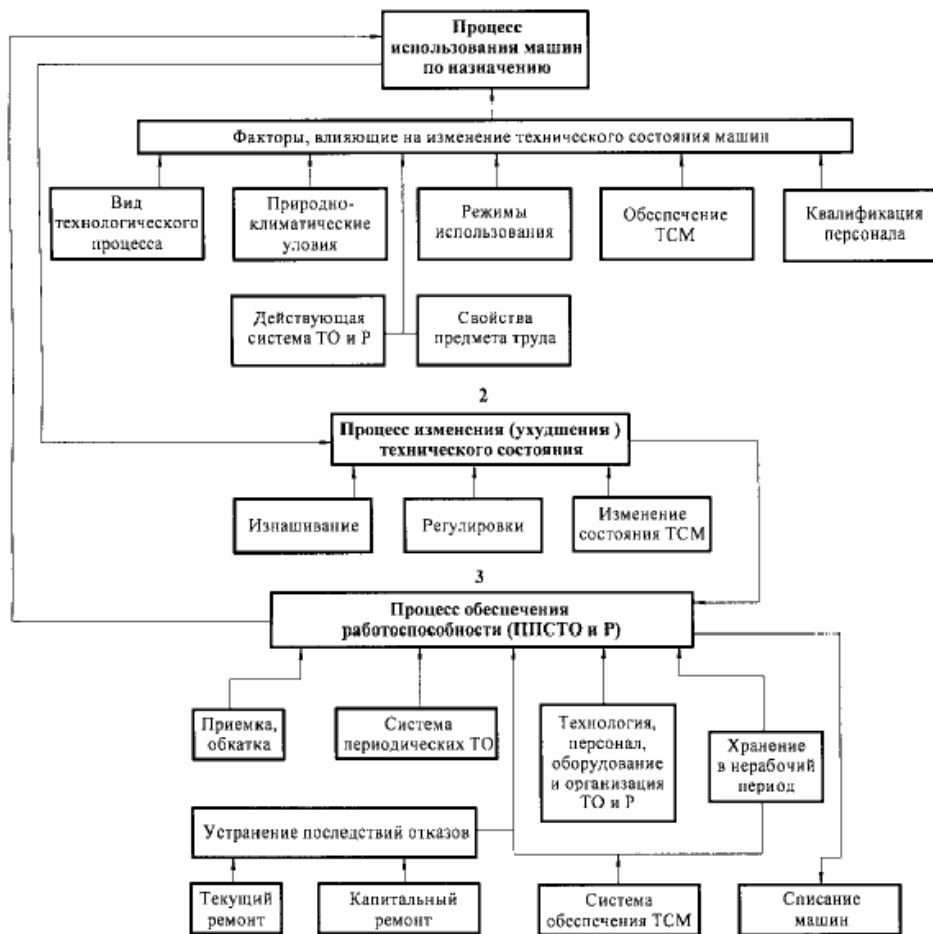 Процесс
использования машин
по назначению
Факторы, влияющие на изменение технического состояния машин
Вид
технологического
процесса
Природно-
климатические
уловия
Режимы
использования
Обеспечение
ТСМ
Квалификация
персонала
Действующая
система ТО и Р
Свойства
предмета труда
2
Процесс изменения (ухудшения )
технического состояния
Изнашивание
Регулировки
Изменение
состояния ТСМ
3
Процесс обеспечения
работоспособности (ППСТО и Р)
Приемка,
обкатка
Система
периодических ТО
Технология,
персонал,
оборудование
и организация
ТО и Р
Хранение
в нерабочий
период
Устранение последствий отказов
Текущий
ремонт
Капитальный
ремонт
Система
обеспечения ТСМ
Списание
машин